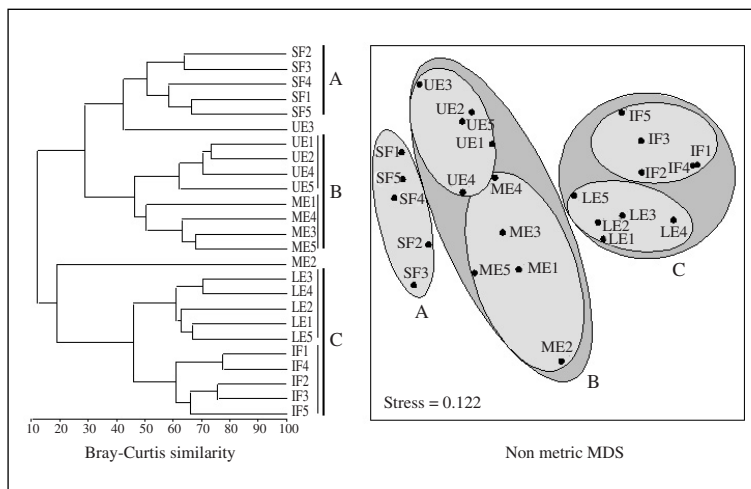 SF2
SF3
SF4
SF1
SF5
A
UE3
UE1
UE2
UE4
UE5
B
ME1
ME4
ME3
ME5
ME2
LE3
LE4
LE2
LE1
LE5
C
IF1
IF4
IF2
IF3
IF5
10 20 30 40 50 60 70 80 90 100
Bray-Curtis similarity
UE3
UE2
UE5
UE1
UE4
ME4
SF1
SF5
SF4
SF2
SF3
A
ME3
ME5
ME1
ME2
B
IF5
IF3
IF1
IF4
IF2
LE5
LE3
LE2
LE4
LE1
C
Stress = 0.122
Non metric MDS